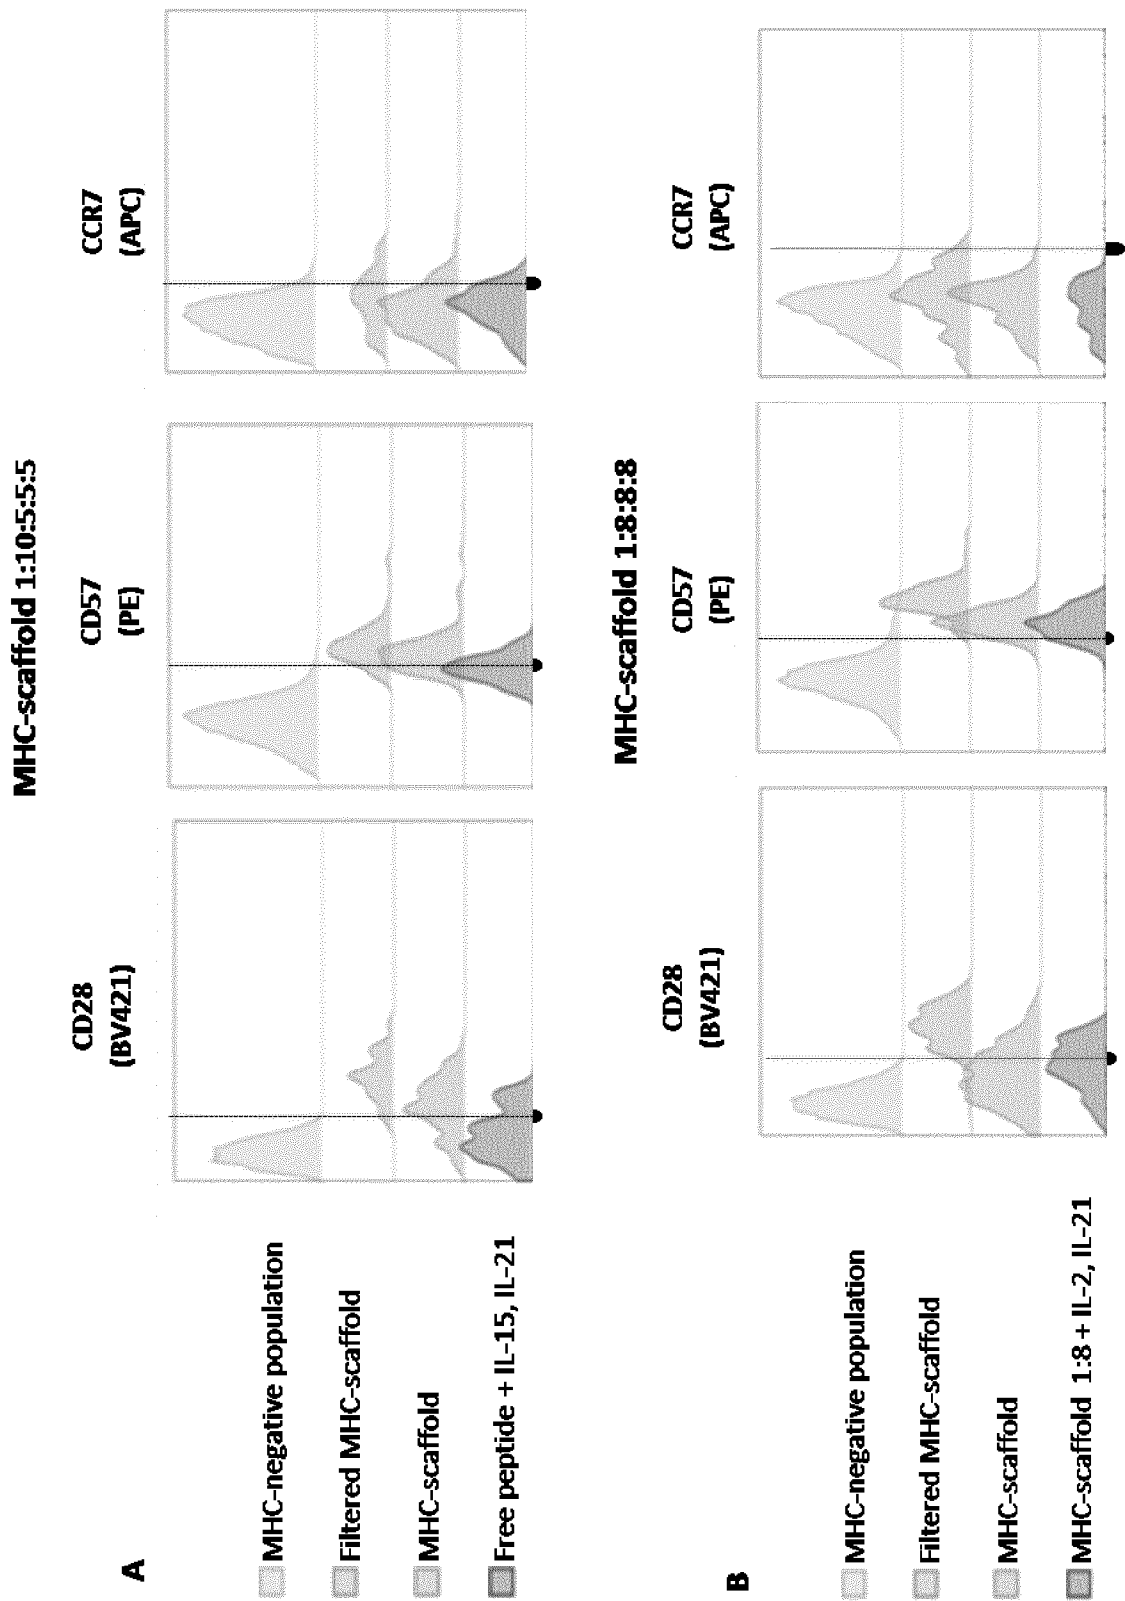 MHC-scaffold 1:10:5:5:5
A
CD28
(BV421)
CD57
(PE)
CCR7
(APC)
MHC-negative population
Filtered MHC-scaffold
MHC-scaffold
Free peptide + IL-15, IL-21
MHC-scaffold 1:8:8:8
B
CD28
(BV421)
CD57
(PE)
CCR7
(APC)
MHC-negative population
Filtered MHC-scaffold
MHC-scaffold
MHC-scaffold 1:8 + IL-2, IL-21